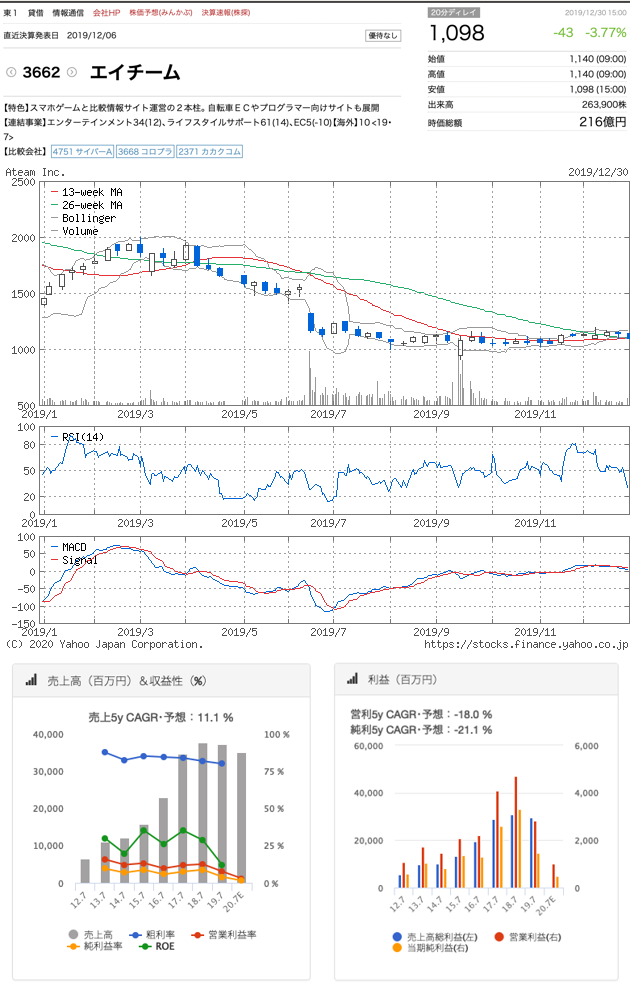 東１ 貸借 情報通信 会社HP 株価予想(みんかぶ) 決算速報(株探)
直近決算発表日 2019/12/06 優待なし
3662 エイチーム
20分ディレイ 2019/12/30 15:00
1,098 -43 -3.77%
始値 1,140 (09:00)
高値 1,140 (09:00)
安値 1,098 (15:00)
出来高 263,900株
時価総額 216億円
【特色】スマホゲームと比較情報サイト運営の２本柱。自転車ＥＣやプログラマー向けサイトも展開
【連結事業】エンターテインメント34(12)、ライフスタイルサポート61(14)、EC5(-10)【海外】10 <19・
7>
【比較会社】 4751 サイバーA 3668 コロプラ 2371 カカクコム
Ateam Inc. 2019/12/30
2500
2000
1500
1000
500
13-week MA
26-week MA
Bollinger
Volume
2019/1 2019/3 2019/5 2019/7 2019/9 2019/11
100
80
50
20
0
RSI(14)
2019/1 2019/3 2019/5 2019/7 2019/9 2019/11
100
50
0
-50
-100
-150
MACD
Signal
2019/1 2019/3 2019/5 2019/7 2019/9 2019/11
(C) 2020 Yahoo Japan Corporation. https://stocks.finance.yahoo.co.jp/
売上高（百万円）＆収益性（%）
売上5y CAGR･予想：11.1 %
40,000 100 %
30,000 75 %
20,000 50 %
10,000 25 %
0 0 %
12.7 13.7 14.7 15.7 16.7 17.7 18.7 19.7 20.7E
売上高 粗利率 営業利益率
純利益率 ROE
利益（百万円）
営利5y CAGR･予想：-18.0 %
純利5y CAGR･予想：-21.1 %
60,000 6,000
40,000 4,000
20,000 2,000
0 0
12.7 13.7 14.7 15.7 16.7 17.7 18.7 19.7 20.7E
売上高総利益(左) 営業利益(右)
当期純利益(右)